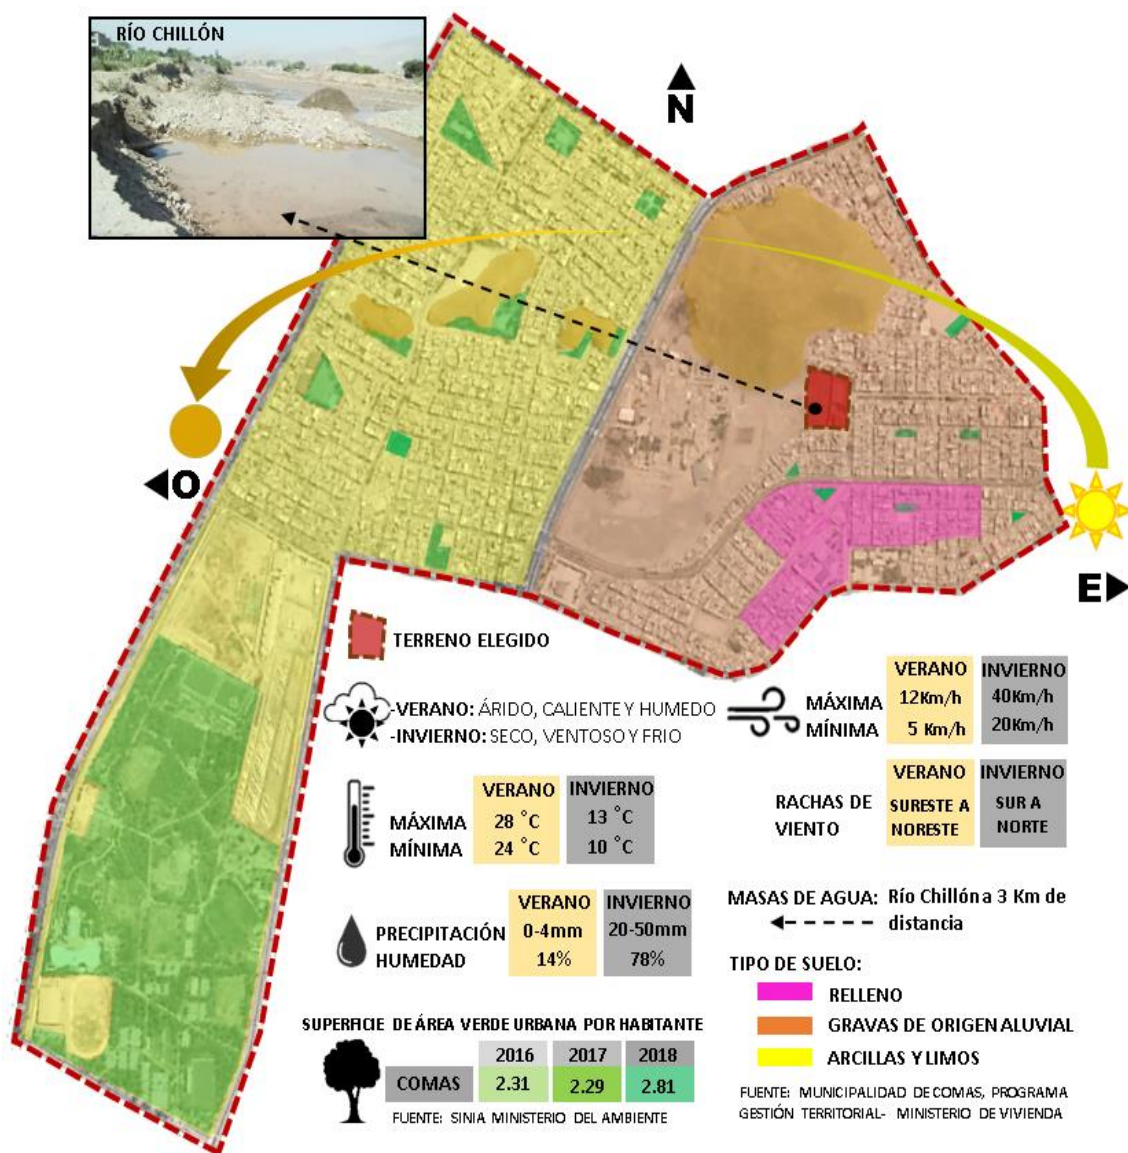 RÍO CHILLÓN
N
O
E
TERRENO ELEGIDO
-VERANO: ÁRIDO, CALIENTE Y HUMEDO
-INVIERNO: SECO, VENTOSO Y FRIO
VERANO INVIERNO
MÁXIMA 12Km/h 40Km/h
MÍNIMA 5 Km/h 20Km/h
VERANO INVIERNO
RACHAS DE VIENTO
SURESTE A NORESTE
SUR A NORTE
VERANO INVIERNO
MÁXIMA 28 °C 13 °C
MÍNIMA 24 °C 10 °C
VERANO INVIERNO
PRECIPITACIÓN 0-4mm 20-50mm
HUMEDAD 14% 78%
MASAS DE AGUA: Río Chillón a 3 Km de
distancia
TIPO DE SUELO:
RELLENO
GRAVAS DE ORIGEN ALUVIAL
ARCILLAS Y LIMOS
FUENTE: MUNICIPALIDAD DE COMAS, PROGRAMA
GESTIÓN TERRITORIAL- MINISTERIO DE VIVIENDA
SUPERFICIE DE ÁREA VERDE URBANA POR HABITANTE
2016 2017 2018
COMAS 2.31 2.29 2.81
FUENTE: SINIA MINISTERIO DEL AMBIENTE